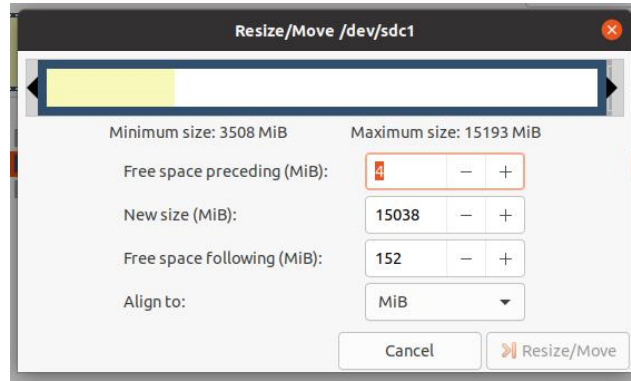 Resize/Move /dev/sdc1
Minimum size: 3508 MiB Maximum size: 15193 MiB
Free space preceding (MiB): 4
New size (MiB): 15038
Free space following (MiB): 152
Align to: MiB
Cancel Resize/Move